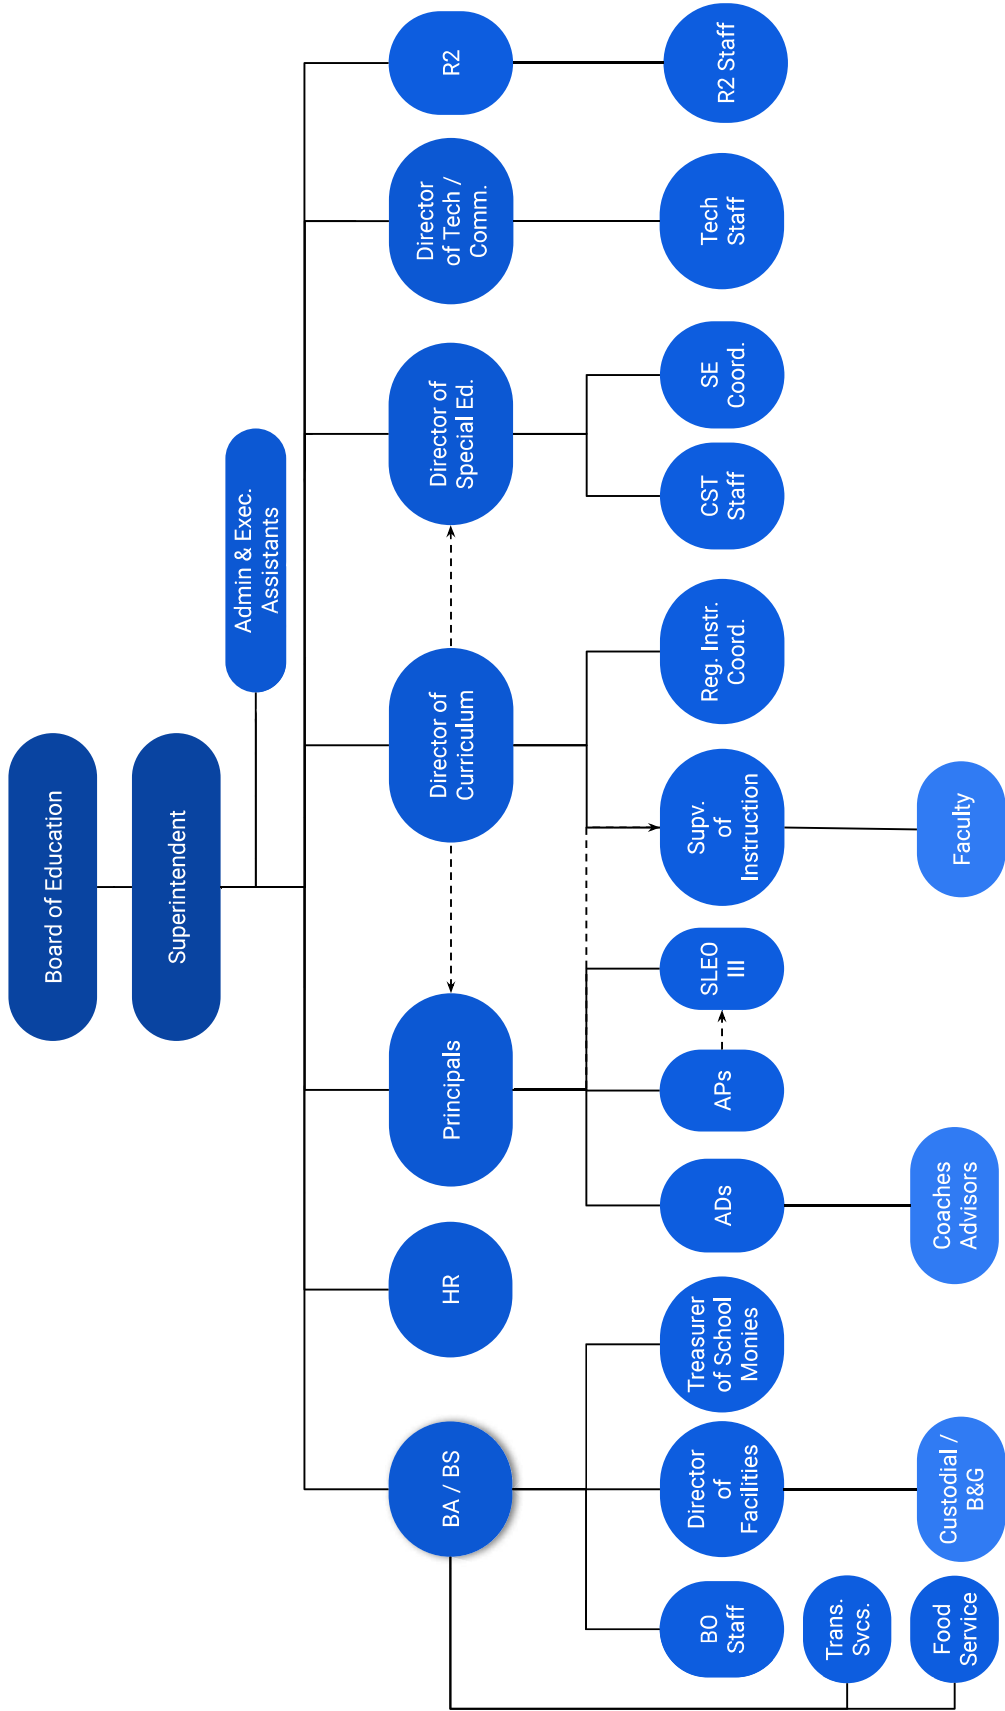 Board of Education
Superintendent
Admin & Exec.
Assistants
BA / BS
HR
Principals
Director of
Curriculum
Director of
Special Ed.
Director
of Tech /
Comm.
R2
BO
Staff
Director
of
Facilities
Treasurer
of School
Monies
ADs
APs
SLEO
III
Supv.
of
Instruction
Reg. Instr.
Coord.
CST
Staff
SE
Coord.
Tech
Staff
R2 Staff
Trans.
Svcs.
Food
Service
Custodial /
B&G
Coaches
Advisors
Faculty